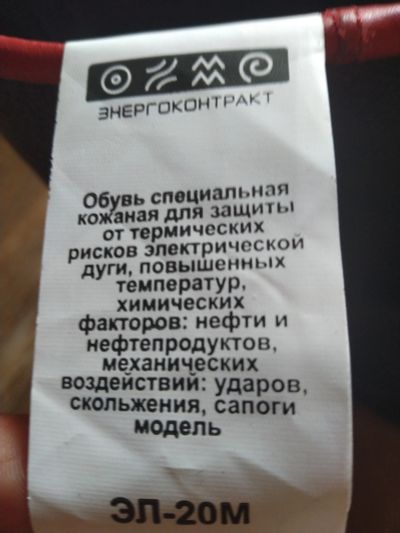 ЭНЕРГОКОНТРАКТ
Обувь специальная
кожаная для защиты
от термических
рисков электрической
дуги, повышенных
температур,
химических
факторов: нефти и
нефтепродуктов,
механических
воздействий: ударов,
скольжения, сапоги
модель
ЭЛ-20М